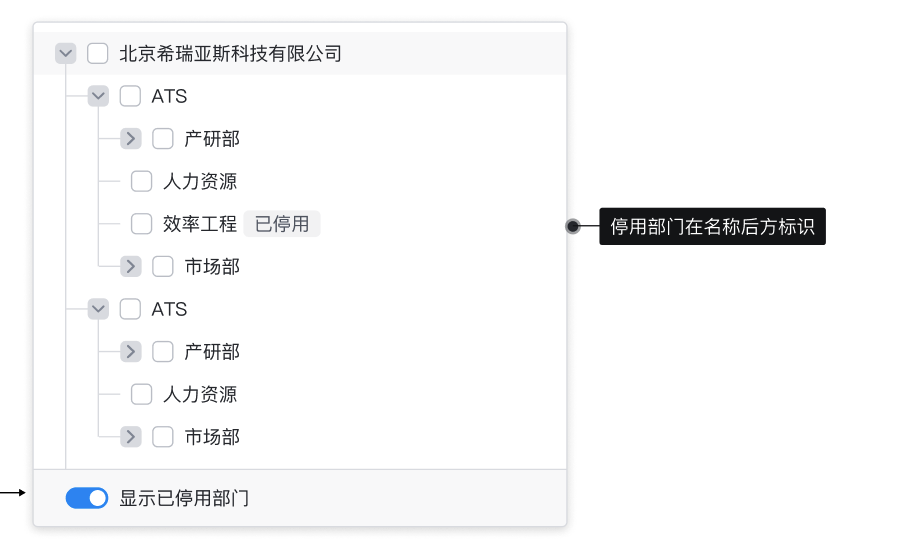 北京希瑞亚斯科技有限公司
ATS
产研部
人力资源
效率工程 已停用
停用部门在名称后方标识
市场部
ATS
产研部
人力资源
市场部
显示已停用部门